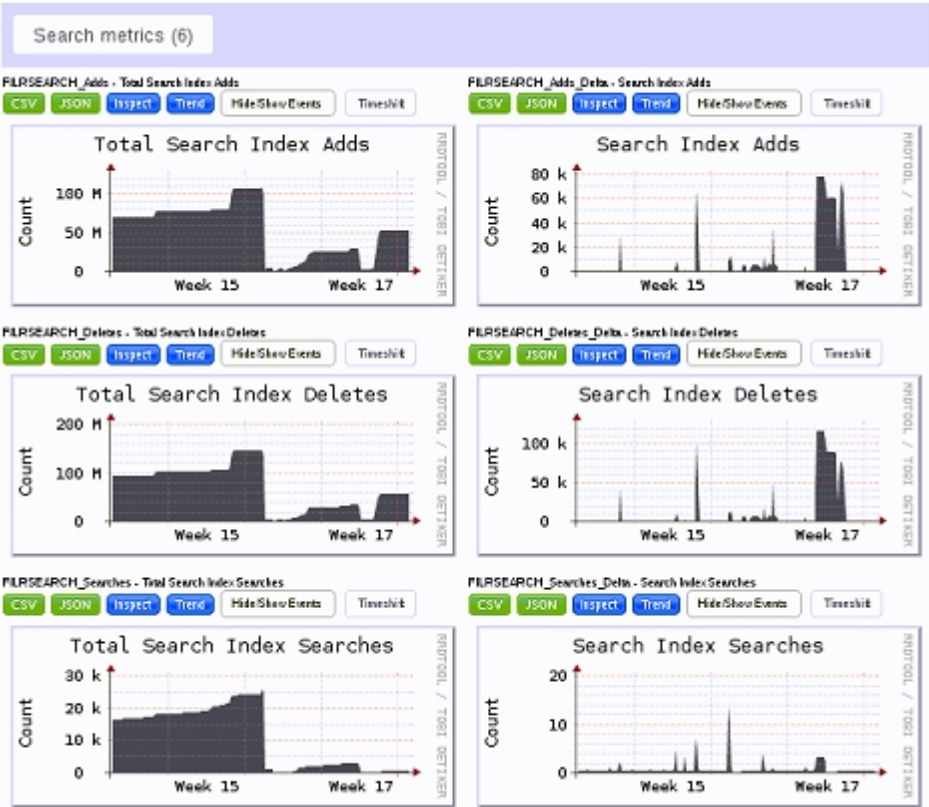 Search metrics (6)
FILRSEARCH_Adds - Total Search Index Adds
CSV JSON Inspect Trend Hide/Show Events Timeshift
Total Search Index Adds
100 M
50 M
0
Count
Week 15 Week 17
RRDTOOL / TOBI OETIKER
FILRSEARCH_Adds_Delta - Search Index Adds
CSV JSON Inspect Trend Hide/Show Events Timeshift
Search Index Adds
80 k
60 k
40 k
20 k
0
Count
Week 15 Week 17
RRDTOOL / TOBI OETIKER
FILRSEARCH_Deletes - Total Search Index Deletes
CSV JSON Inspect Trend Hide/Show Events Timeshift
Total Search Index Deletes
200 M
100 M
0
Count
Week 15 Week 17
RRDTOOL / TOBI OETIKER
FILRSEARCH_Deletes_Delta - Search Index Deletes
CSV JSON Inspect Trend Hide/Show Events Timeshift
Search Index Deletes
100 k
50 k
0
Count
Week 15 Week 17
RRDTOOL / TOBI OETIKER
FILRSEARCH_Searches - Total Search Index Searches
CSV JSON Inspect Trend Hide/Show Events Timeshift
Total Search Index Searches
30 k
20 k
10 k
0
Count
Week 15 Week 17
RRDTOOL / TOBI OETIKER
FILRSEARCH_Searches_Delta - Search Index Searches
CSV JSON Inspect Trend Hide/Show Events Timeshift
Search Index Searches
20
10
0
Count
Week 15 Week 17
RRDTOOL / TOBI OETIKER